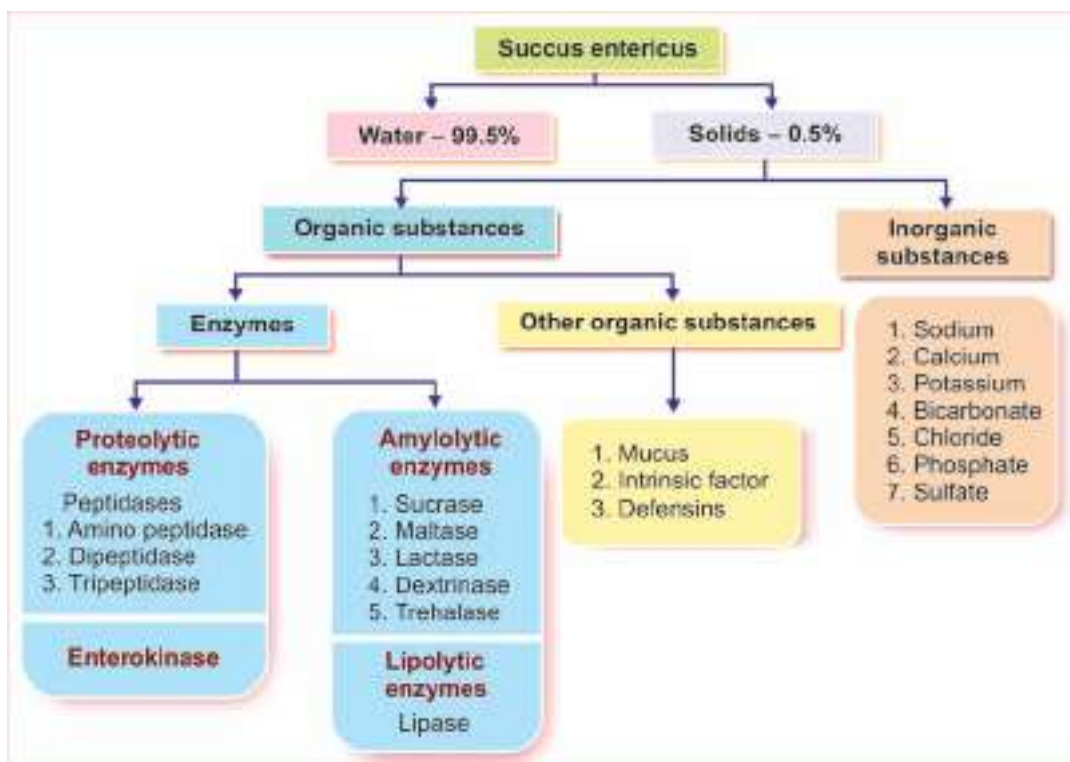 Succus entericus
Water – 99.5%
Solids – 0.5%
Organic substances
Inorganic
substances
Enzymes
Other organic substances
1. Sodium
2. Calcium
3. Potassium
4. Bicarbonate
5. Chloride
6. Phosphate
7. Sulfate
Proteolytic
enzymes
Peptidases
1. Amino peptidase
2. Dipeptidase
3. Tripeptidase
Enterokinase
Amylolytic
enzymes
1. Sucrase
2. Maltase
3. Lactase
4. Dextrinase
5. Trehalase
Lipolytic
enzymes
Lipase
1. Mucus
2. Intrinsic factor
3. Defensins